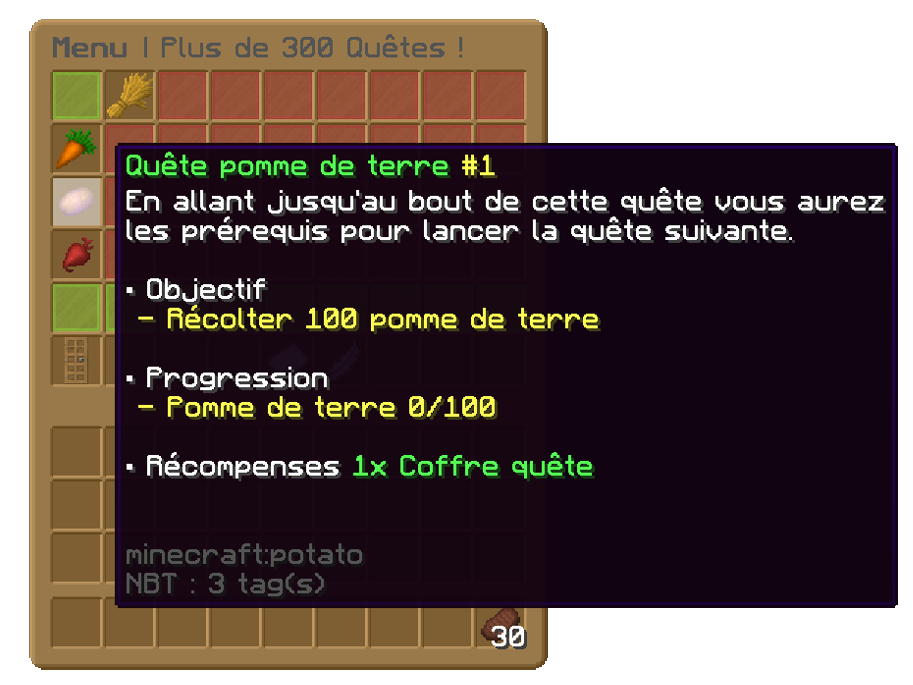 Menu | Plus de 300 Quêtes !
Quête pomme de terre #1
En allant jusqu'au bout de cette quête vous aurez
les prérequis pour lancer la quête suivante.
▪ Objectif
– Récolter 100 pomme de terre
▪ Progression
– Pomme de terre 0/100
▪ Récompenses 1x Coffre quête
minecraft:potato
NBT : 3 tag(s)
30